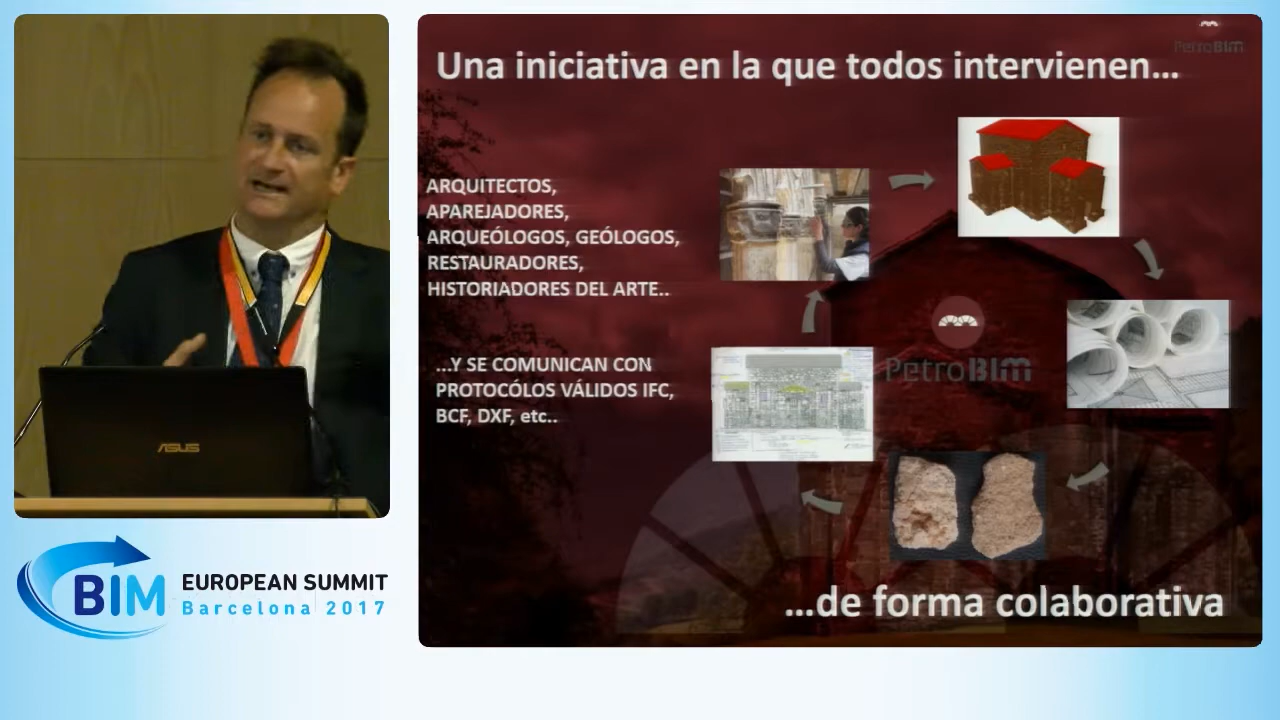 PetroBIM
Una iniciativa en la que todos intervienen...
ARQUITECTOS,
APAREJADORES,
ARQUEÓLOGOS, GEÓLOGOS,
RESTAURADORES,
HISTORIADORES DEL ARTE..
...Y SE COMUNICAN CON
PROTOCÓLOS VÁLIDOS IFC,
BCF, DXF, etc..
PetroBIM
...de forma colaborativa
ASUS
BIM
EUROPEAN SUMMIT
Barcelona 2017